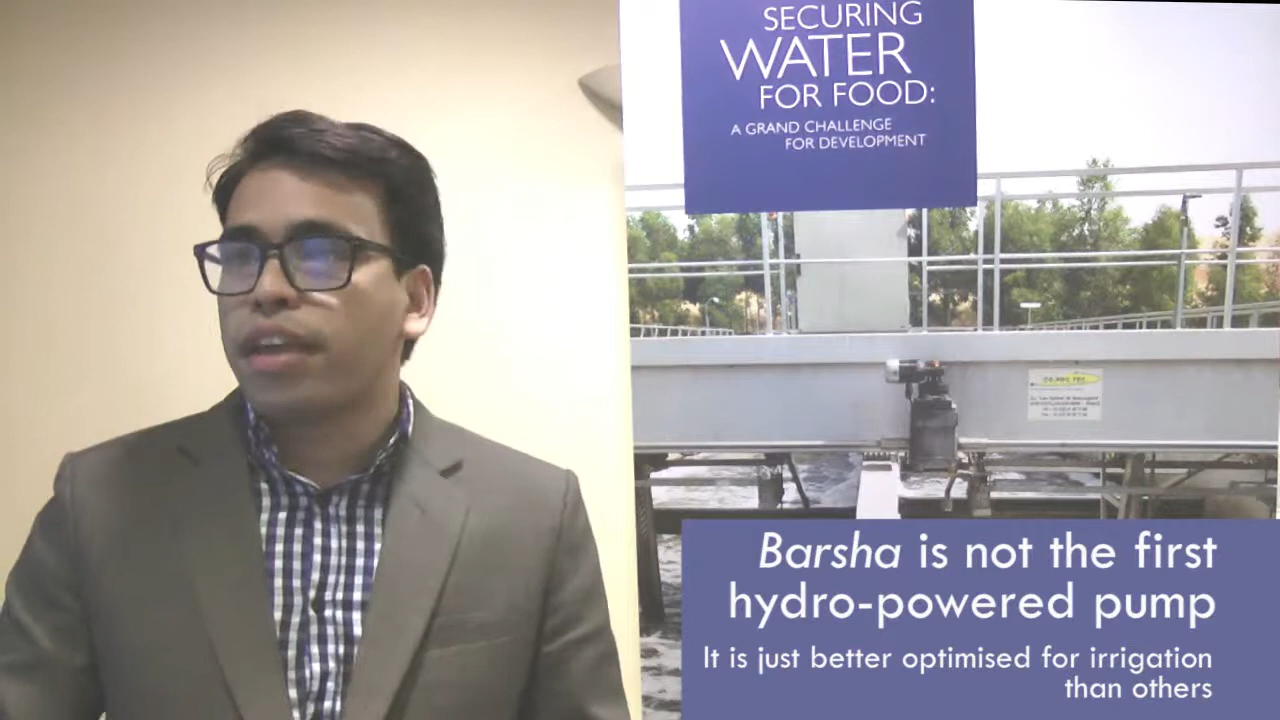 SECURING
WATER
FOR FOOD:
A GRAND CHALLENGE
FOR DEVELOPMENT
Barsha is not the first
hydro-powered pump
It is just better optimised for irrigation
than others